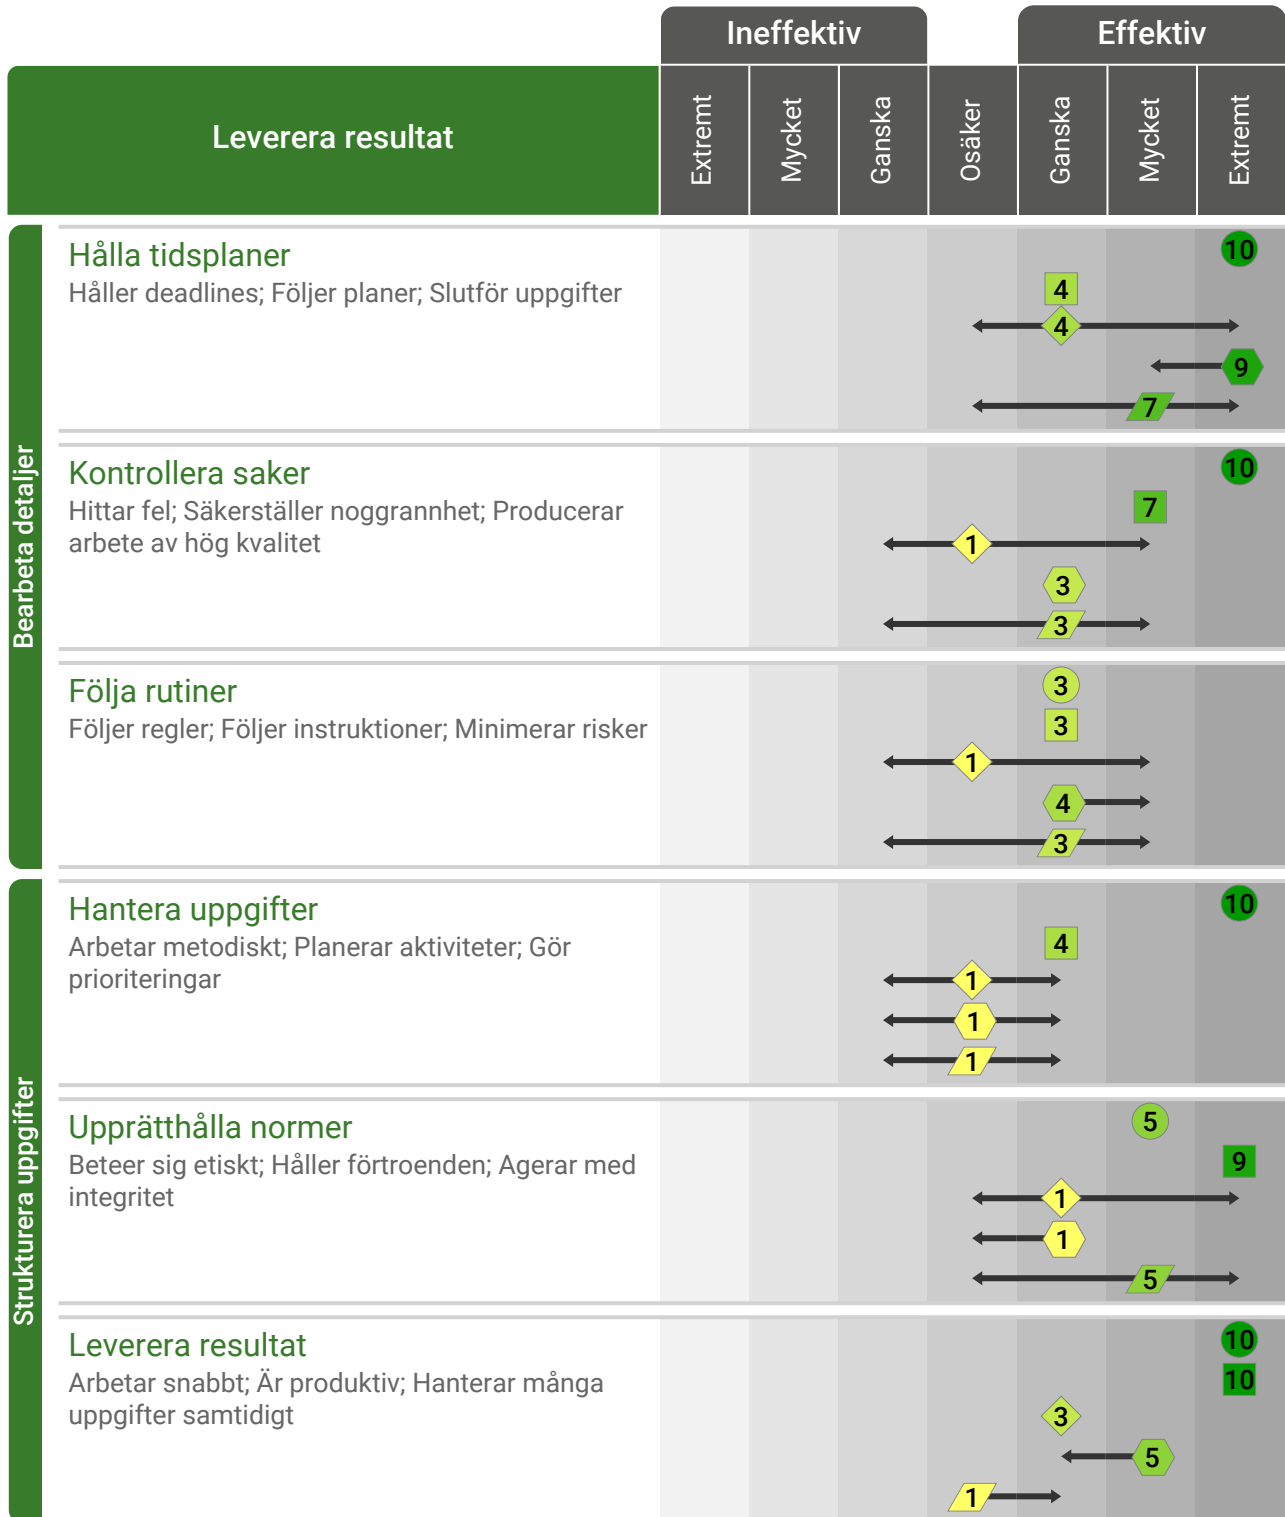 Ineffektiv
Effektiv
Leverera resultat
Extremt
Mycket
Ganska
Osäker
Ganska
Mycket
Extremt
Bearbeta detaljer
Hålla tidsplaner
Håller deadlines; Följer planer; Slutför uppgifter
10
4
4
9
7
Kontrollera saker
Hittar fel; Säkerställer noggrannhet; Producerar
arbete av hög kvalitet
10
7
1
3
3
Följa rutiner
Följer regler; Följer instruktioner; Minimerar risker
3
3
1
4
3
Strukturera uppgifter
Hantera uppgifter
Arbetar metodiskt; Planerar aktiviteter; Gör
prioriteringar
10
4
1
1
1
Upprätthålla normer
Beteer sig etiskt; Håller förtroenden; Agerar med
integritet
5
9
1
1
5
Leverera resultat
Arbetar snabbt; Är produktiv; Hanterar många
uppgifter samtidigt
10
10
3
5
1